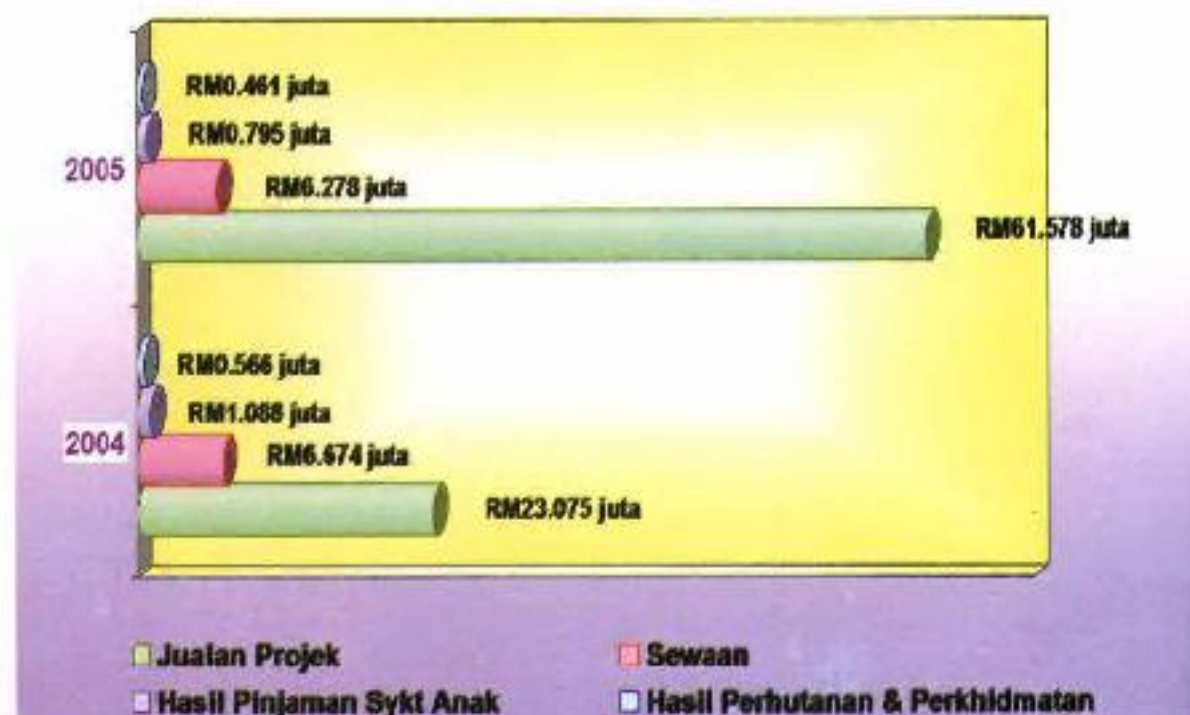 RM0.461 juta
RM0.795 juta
2005
RM6.278 juta
RM61.578 juta
RM0.566 juta
RM1.088 juta
2004
RM6.674 juta
RM23.075 juta
Jualan Projek
Sewaan
Hasil Pinjaman Sykt Anak
Hasil Perhutanan & Perkhidmatan